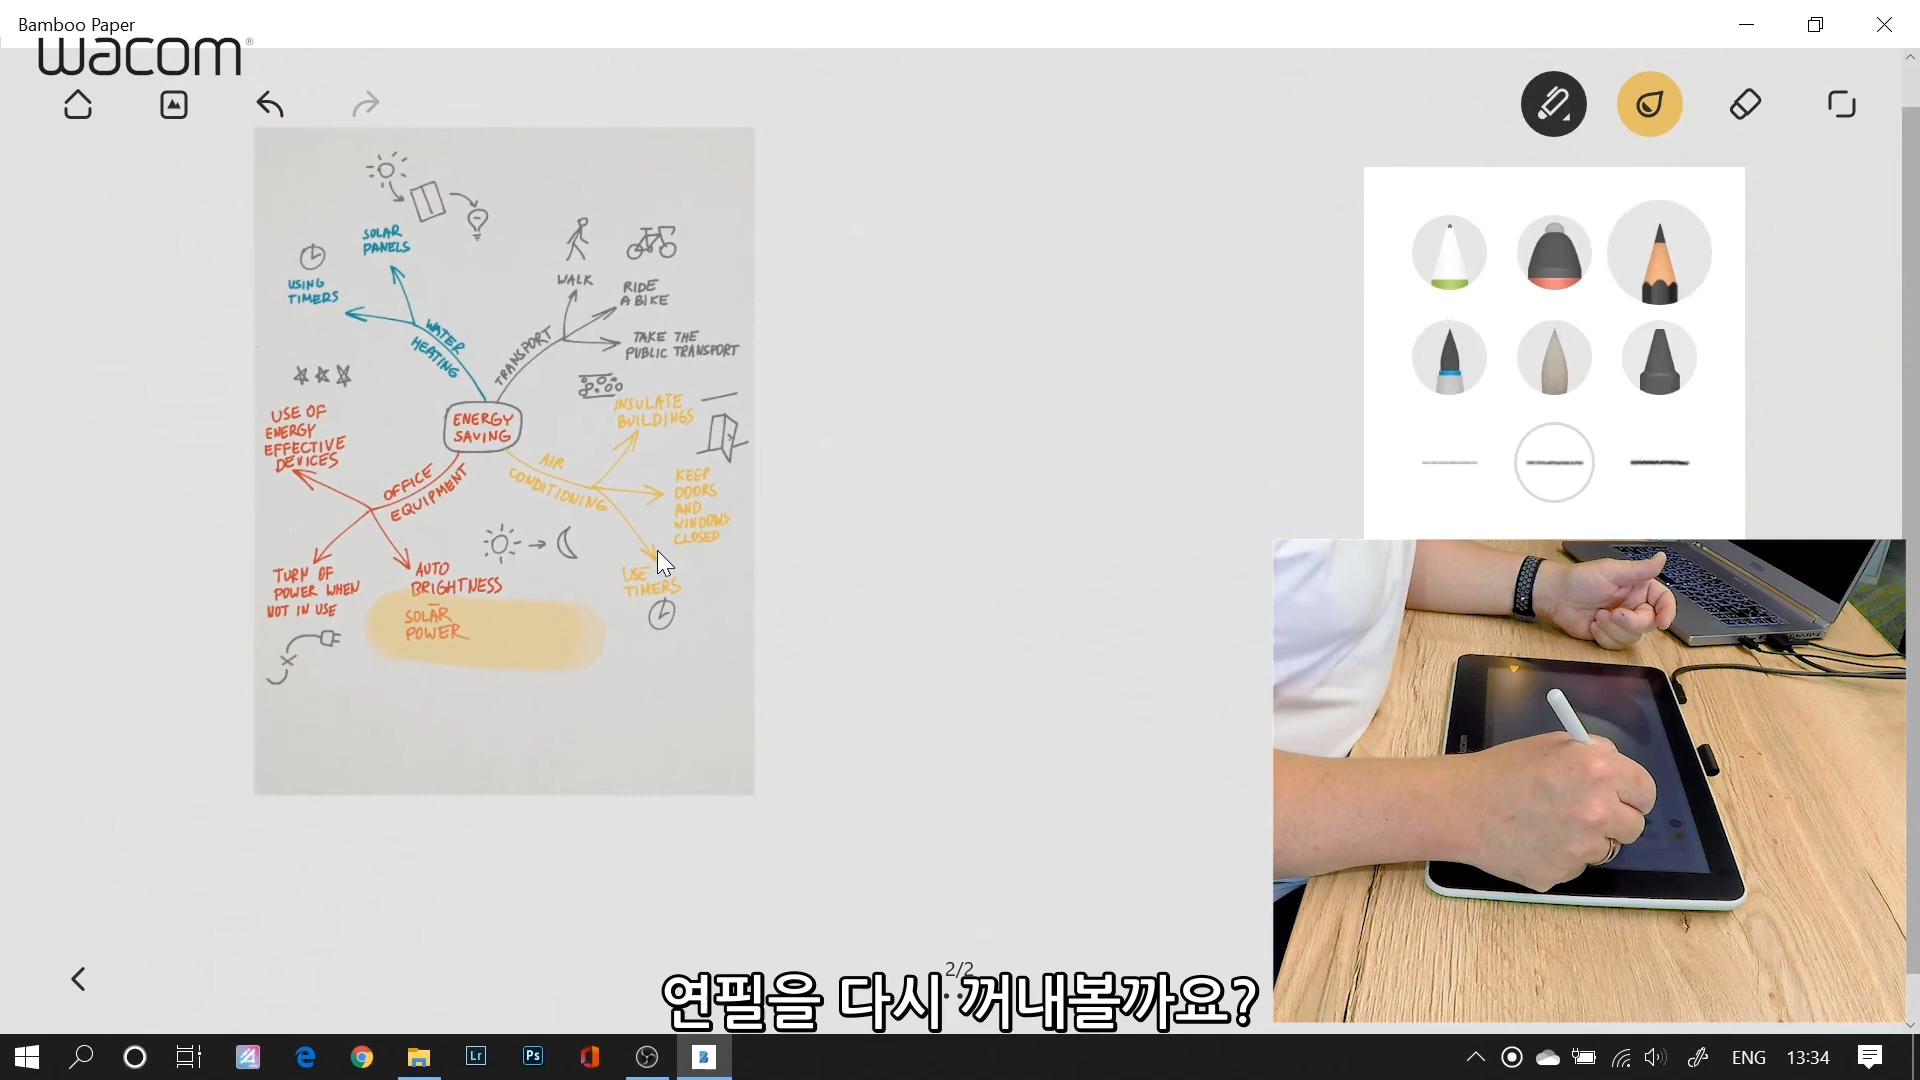 Bamboo Paper
wacom®
SOLAR
PANELS
USING
TIMERS
WATER
HEATING
WALK
RIDE
A BIKE
TAKE THE
PUBLIC TRANSPORT
TRANSPORT
ENERGY
SAVING
USE OF
ENERGY
EFFECTIVE
DEVICES
OFFICE
EQUIPMENT
TURN OF
POWER WHEN
NOT IN USE
AUTO
BRIGHTNESS
SOLAR
POWER
AIR
CONDITIONING
INSULATE
BUILDINGS
KEEP
DOORS
AND
WINDOWS
CLOSED
USE
TIMERS
2/2
연필을 다시 꺼내볼까요?
Lr
Ps
B
ENG
13:34